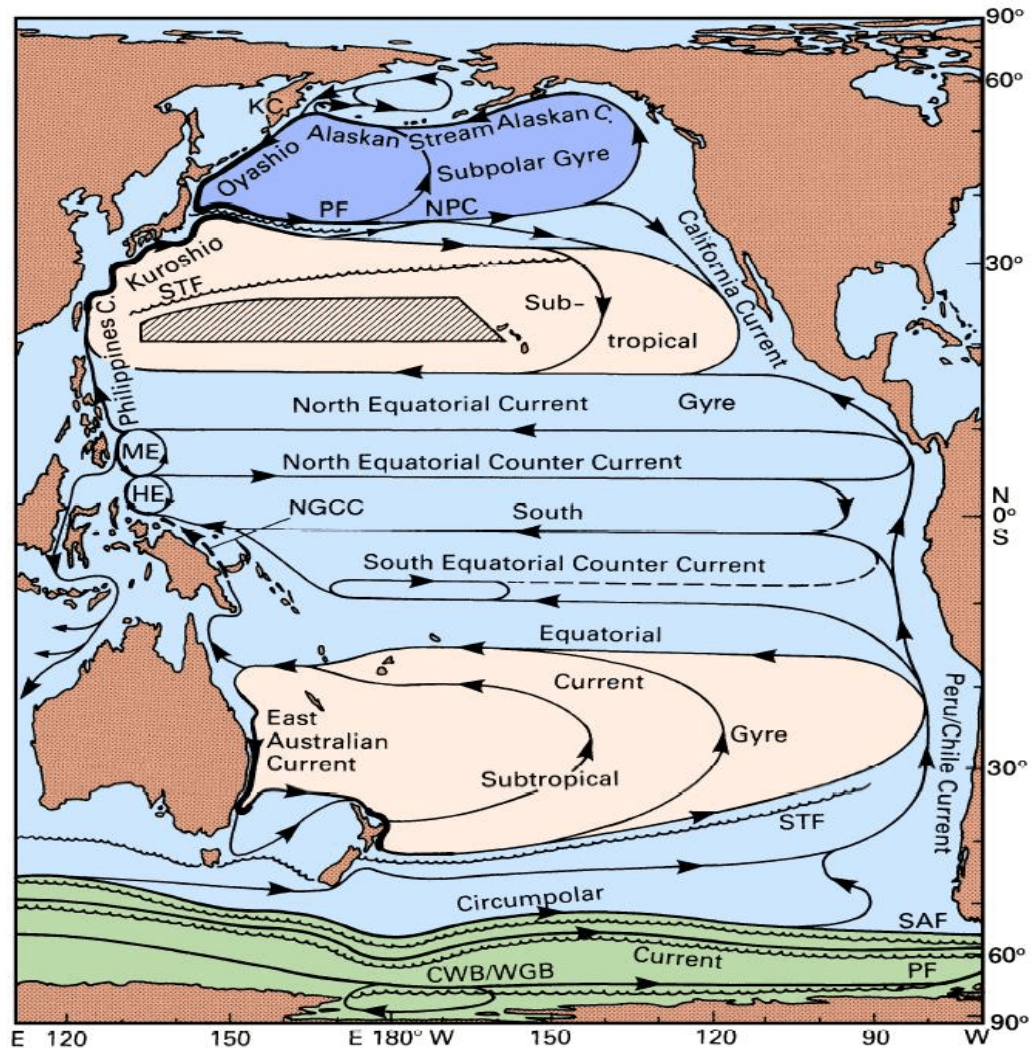 90°
60°
KC
Alaskan Stream
Alaskan C.
Oyashio
Subpolar Gyre
PF
NPC
Kuroshio
STF
California Current
30°
Philippines C.
Sub-
tropical
North Equatorial Current
Gyre
ME
North Equatorial Counter Current
HE
NGCC
South
N
0°
S
South Equatorial Counter Current
Equatorial
Current
East
Australian
Current
Gyre
Subtropical
Peru/Chile Current
30°
STF
Circumpolar
SAF
Current
60°
CWB/WGB
PF
90°
E 120 150 E 180° W 150 120 90 W